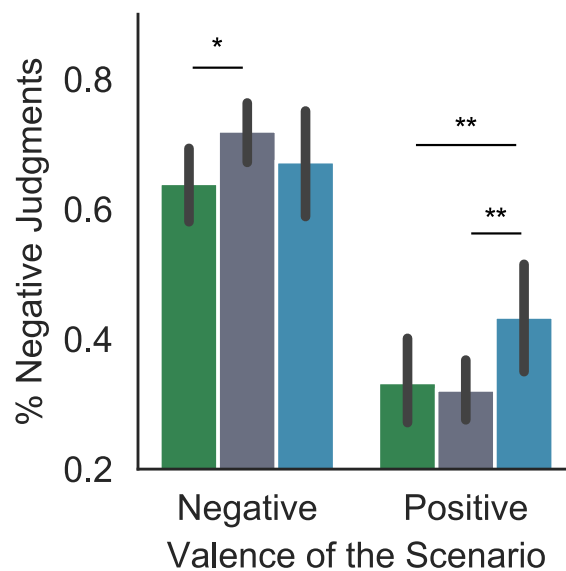 % Negative Judgments
0.8
0.6
0.4
0.2
*
**
**
Negative
Positive
Valence of the Scenario